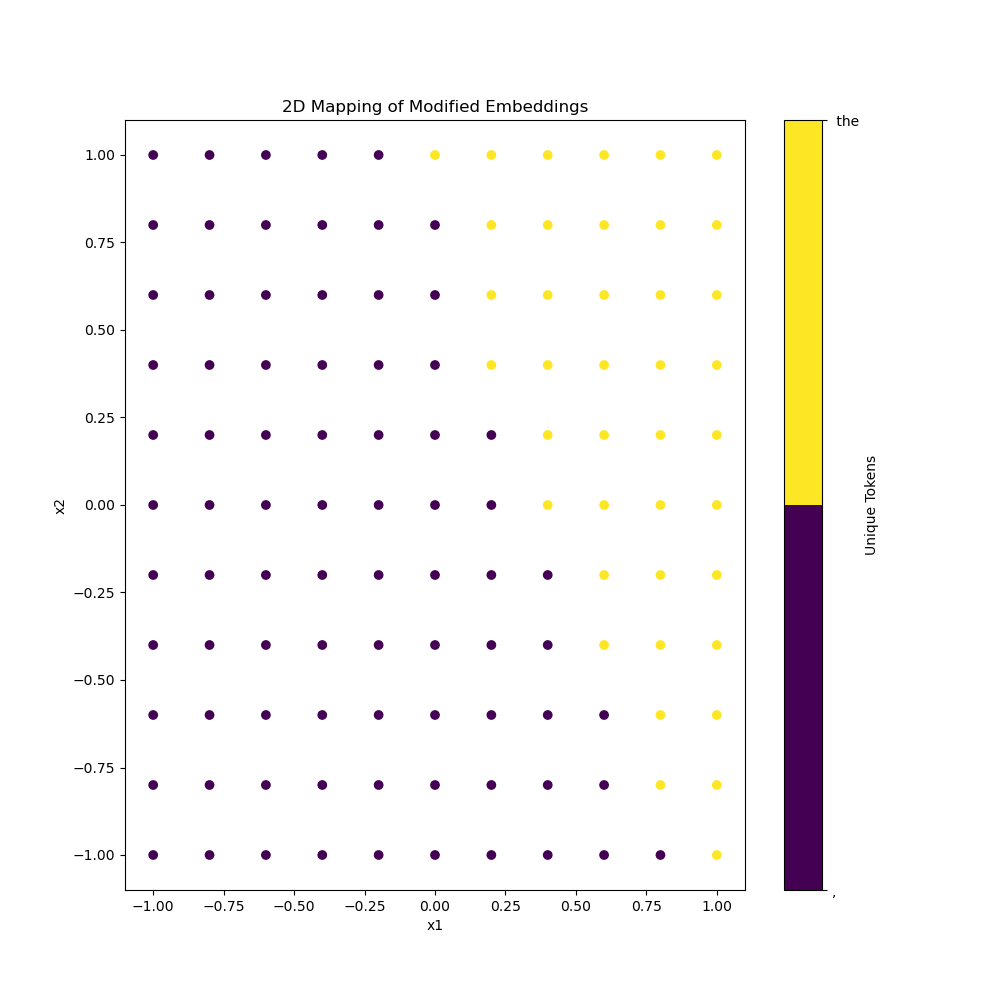 2D Mapping of Modified Embeddings
the
1.00
0.75
0.50
0.25
0.00
−0.25
−0.50
−0.75
−1.00
x2
Unique Tokens
,
−1.00 −0.75 −0.50 −0.25 0.00 0.25 0.50 0.75 1.00
x1